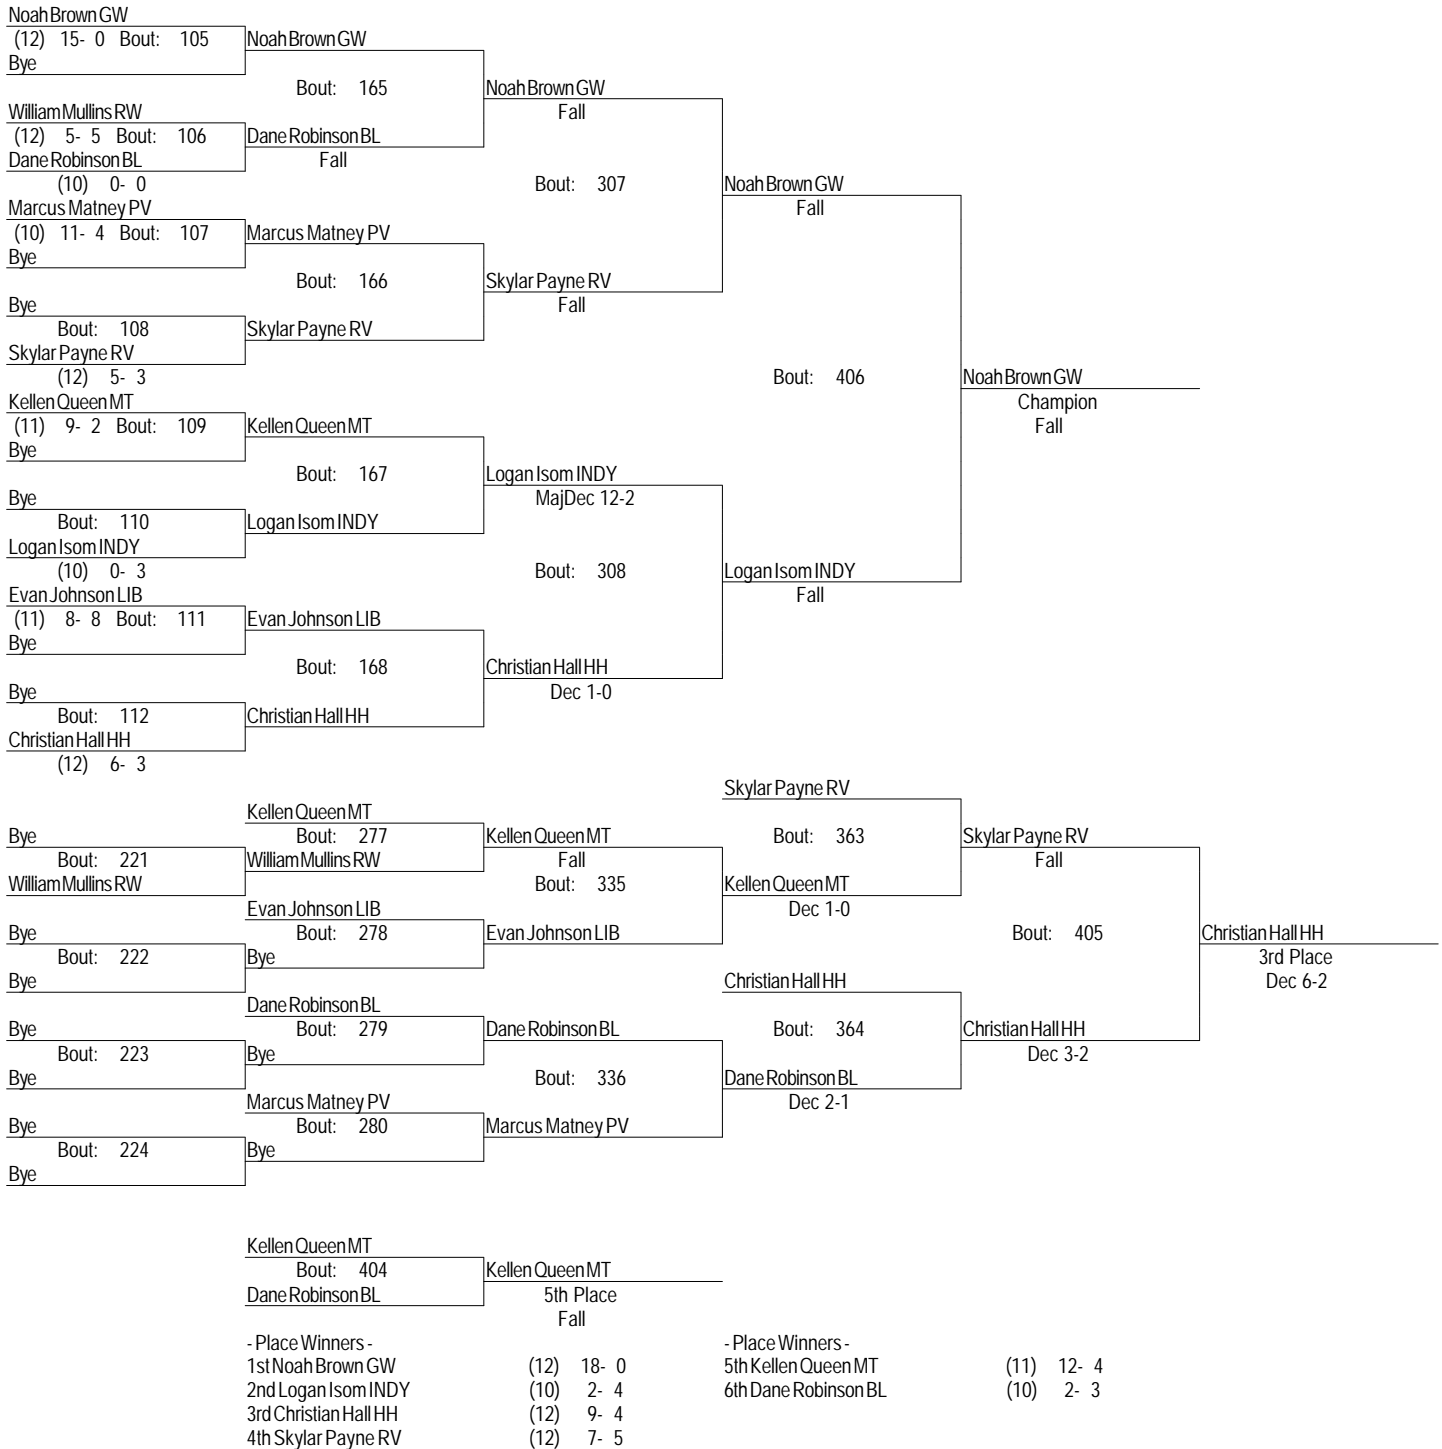 Noah Brown GW
(12) 15- 0 Bout: 105 Noah Brown GW
Bye
Bout: 165 Noah Brown GW
William Mullins RW Fall
(12) 5- 5 Bout: 106 Dane Robinson BL
Dane Robinson BL Fall
(10) 0- 0 Bout: 307 Noah Brown GW
Marcus Matney PV Fall
(10) 11- 4 Bout: 107 Marcus Matney PV
Bye
Bout: 166 Skylar Payne RV
Bye Fall
Bout: 108 Skylar Payne RV
Skylar Payne RV
(12) 5- 3 Bout: 406 Noah Brown GW
Kellen Queen MT Champion
(11) 9- 2 Bout: 109 Kellen Queen MT Fall
Bye
Bout: 167 Logan Isom INDY
Bye MajDec 12-2
Bout: 110 Logan Isom INDY
Logan Isom INDY
(10) 0- 3 Bout: 308 Logan Isom INDY
Evan Johnson LIB Fall
(11) 8- 8 Bout: 111 Evan Johnson LIB
Bye
Bout: 168 Christian Hall HH
Bye Dec 1-0
Bout: 112 Christian Hall HH
Christian Hall HH
(12) 6- 3
Skylar Payne RV
Kellen Queen MT
Bye Bout: 277 Kellen Queen MT Bout: 363 Skylar Payne RV
Bout: 221 William Mullins RW Fall Fall
William Mullins RW Bout: 335 Kellen Queen MT
Evan Johnson LIB Dec 1-0
Bye Bout: 278 Evan Johnson LIB Bout: 405 Christian Hall HH
Bout: 222 Bye 3rd Place
Bye Christian Hall HH Dec 6-2
Dane Robinson BL
Bye Bout: 279 Dane Robinson BL Bout: 364 Christian Hall HH
Bout: 223 Bye Dec 3-2
Bye Bout: 336 Dane Robinson BL
Marcus Matney PV Dec 2-1
Bye Bout: 280 Marcus Matney PV
Bout: 224 Bye
Bye
Kellen Queen MT
Bout: 404 Kellen Queen MT
Dane Robinson BL 5th Place
Fall
- Place Winners - - Place Winners -
1st Noah Brown GW (12) 18- 0 5th Kellen Queen MT (11) 12- 4
2nd Logan Isom INDY (10) 2- 4 6th Dane Robinson BL (10) 2- 3
3rd Christian Hall HH (12) 9- 4
4th Skylar Payne RV (12) 7- 5